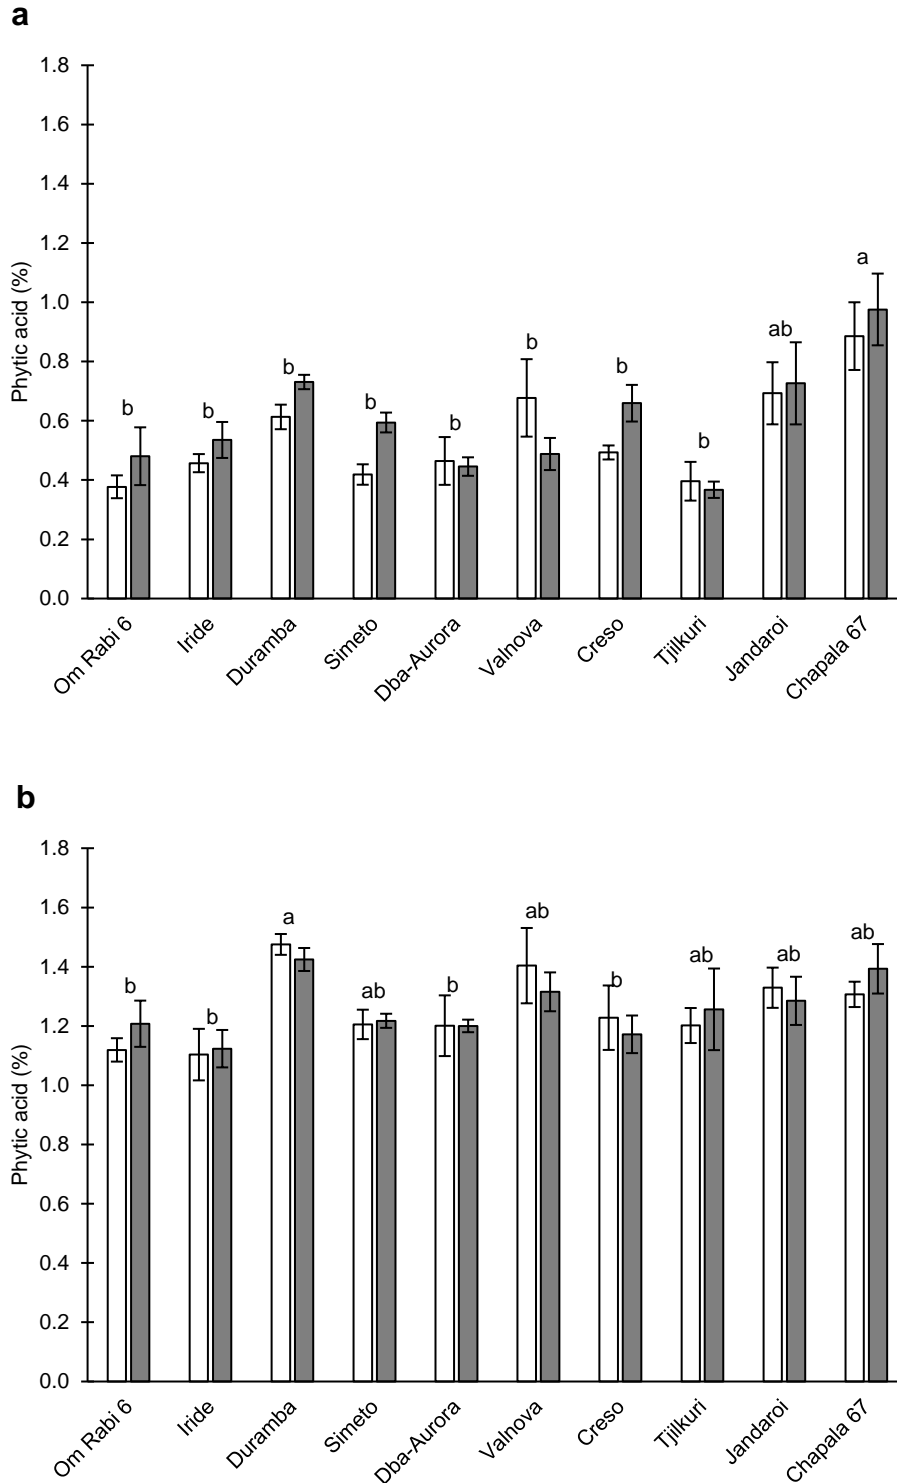 a
1.8
1.6
1.4
1.2
1.0
0.8
0.6
0.4
0.2
0.0
Phytic acid (%)
b b b b b b b b ab a
Om Rabi 6
Iride
Duramba
Simeto
Dba-Aurora
Valnova
Creso
Tjilkuri
Jandaroi
Chapala 67
b
1.8
1.6
1.4
1.2
1.0
0.8
0.6
0.4
0.2
0.0
Phytic acid (%)
b b a ab b ab b ab ab ab
Om Rabi 6
Iride
Duramba
Simeto
Dba-Aurora
Valnova
Creso
Tjilkuri
Jandaroi
Chapala 67